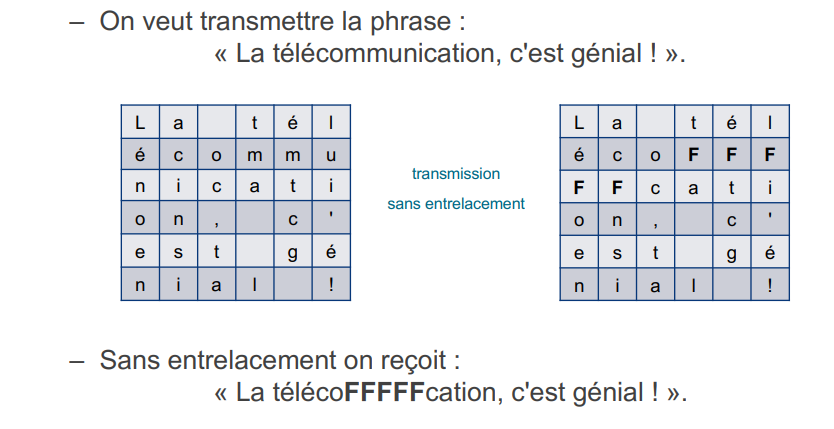 – On veut transmettre la phrase :
« La télécommunication, c'est génial ! ».
L a t é l L a t é l
é c o m m u é c o F F F
transmission
n i c a t i F F c a t i
sans entrelacement
o n , c ' o n , c '
e s t g é e s t g é
n i a l ! n i a l !
– Sans entrelacement on reçoit :
« La télécoFFFFFcation, c'est génial ! ».